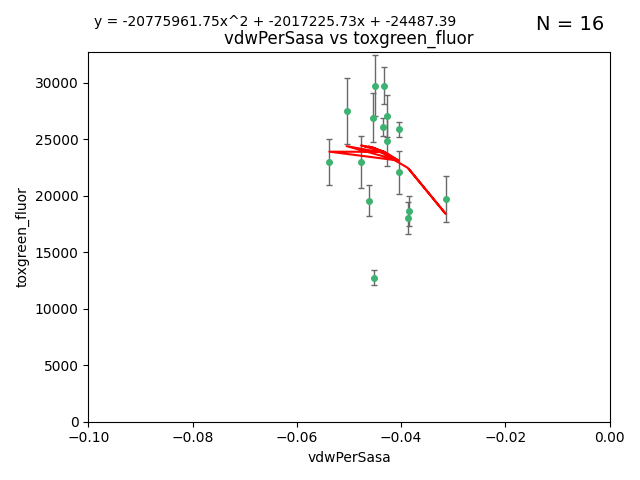 y = -20775961.75x^2 + -2017225.73x + -24487.39
N = 16
vdwPerSasa vs toxgreen_fluor
toxgreen_fluor
30000
25000
20000
15000
10000
5000
0
−0.10
−0.08
−0.06
−0.04
−0.02
0.00
vdwPerSasa